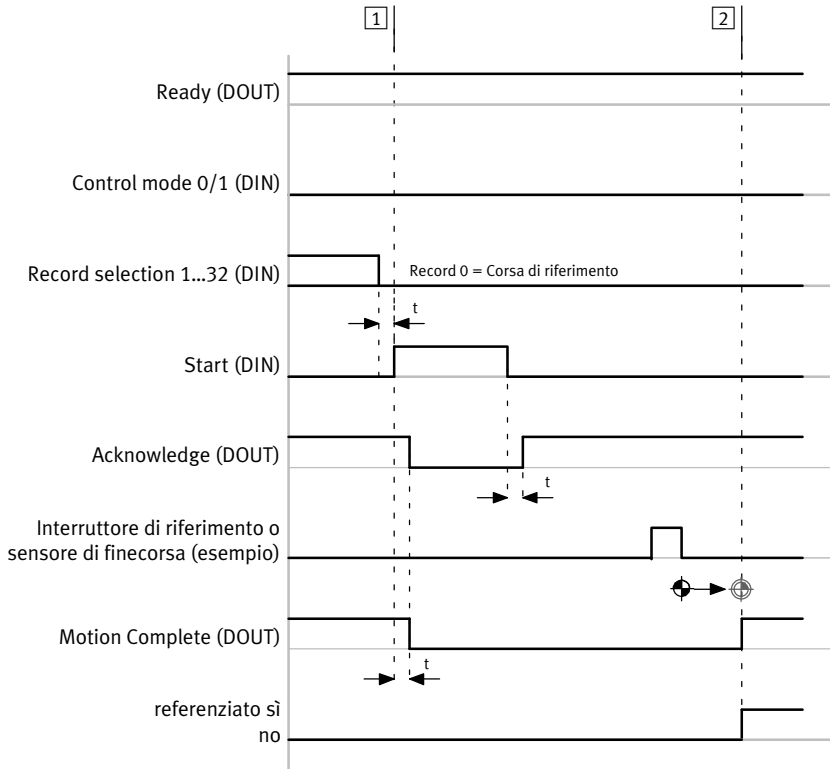 1
2
Ready (DOUT)
Control mode 0/1 (DIN)
Record selection 1...32 (DIN)
Record 0 = Corsa di riferimento
t
Start (DIN)
Acknowledge (DOUT)
t
Interruttore di riferimento o
sensore di finecorsa (esempio)
Motion Complete (DOUT)
t
referenziato sì
no